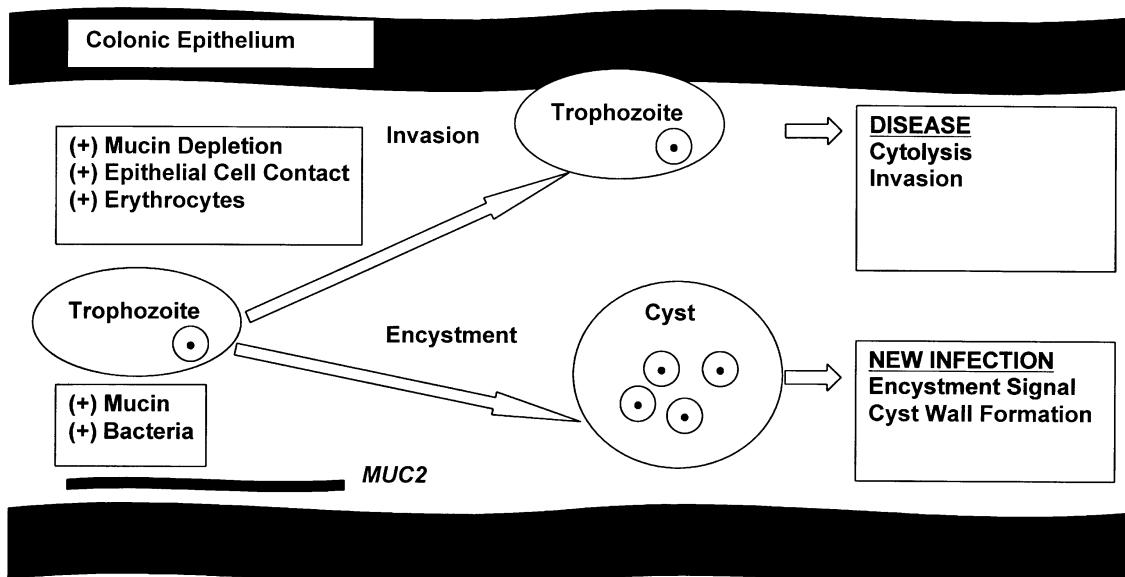 Colonic Epithelium
(+) Mucin Depletion
(+) Epithelial Cell Contact
(+) Erythrocytes
Invasion
Trophozoite
DISEASE
Cytolysis
Invasion
Trophozoite
Encystment
Cyst
NEW INFECTION
Encystment Signal
Cyst Wall Formation
(+) Mucin
(+) Bacteria
MUC2